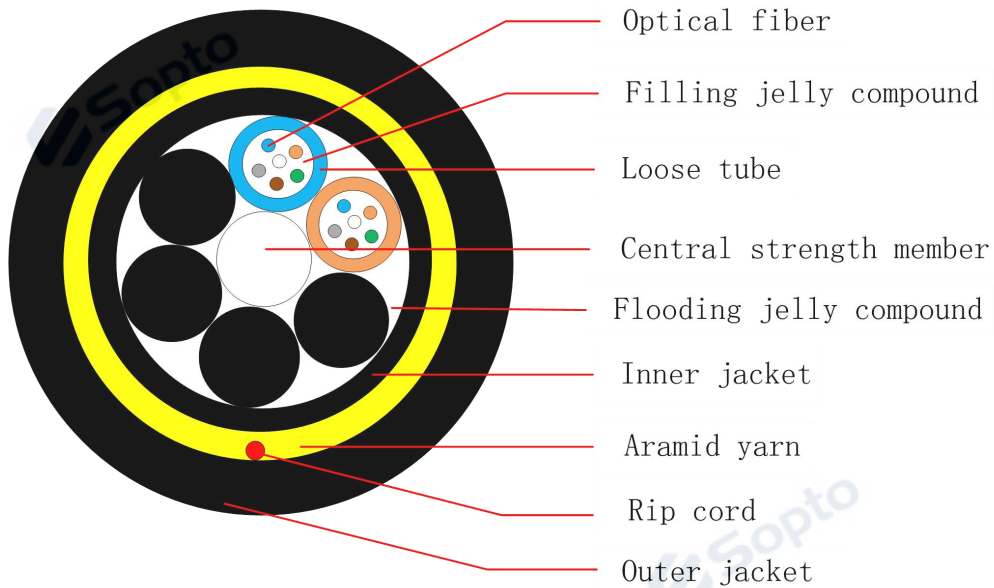 Sopto
Optical fiber
Filling jelly compound
Loose tube
Central strength member
Flooding jelly compound
Inner jacket
Aramid yarn
Rip cord
Sopto
Outer jacket